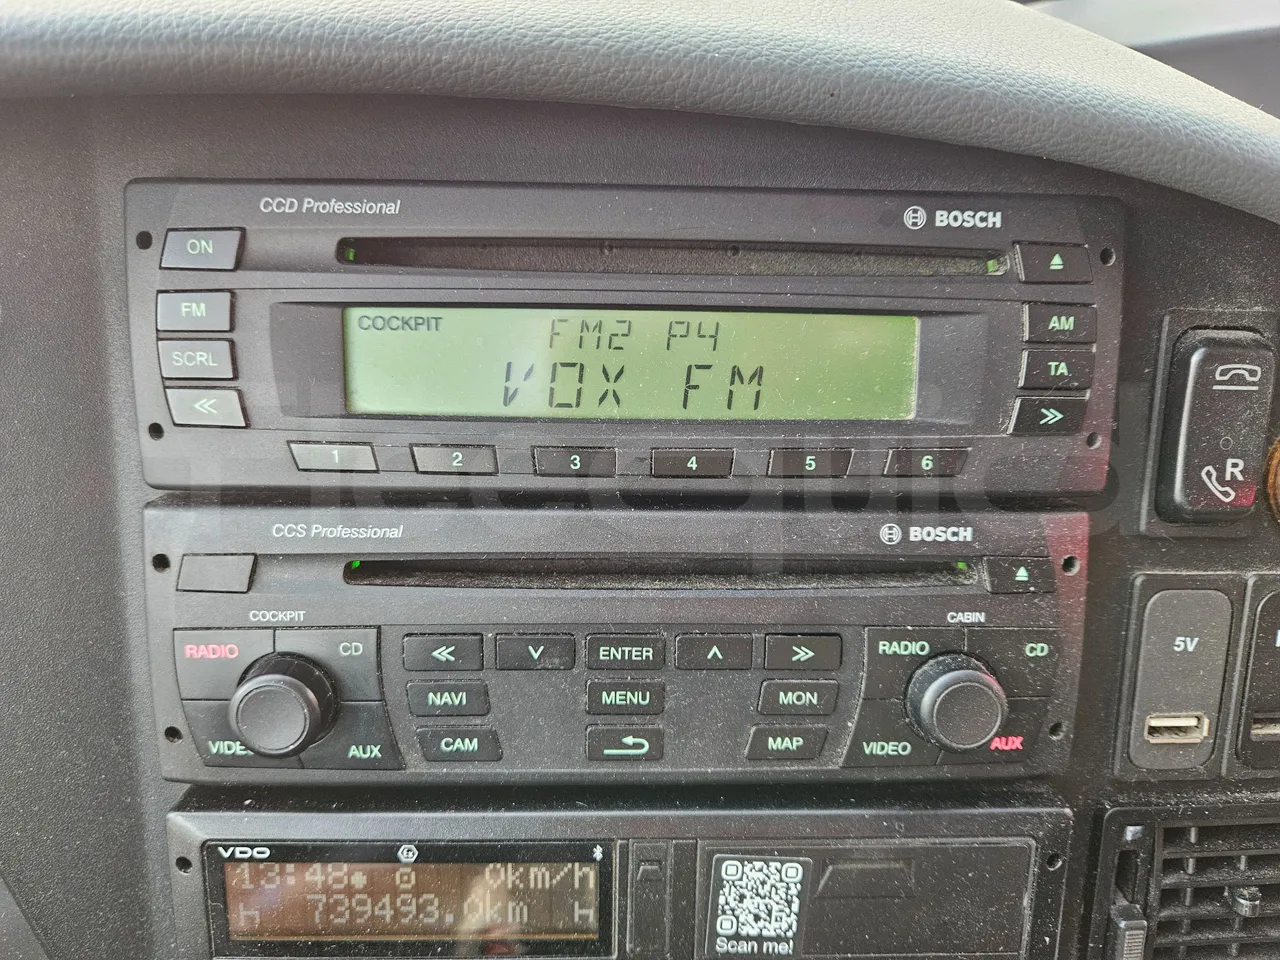 CCD Professional
BOSCH
ON
FM
SCRL
<<
COCKPIT
FM2 P4
VOX FM
AM
TA
>>
1 2 3 4 5 6
R
CCS Professional
BOSCH
COCKPIT
CABIN
RADIO CD
<< ENTER >>
RADIO CD
NAVI MENU MON
VIDE AUX
CAM MAP
VIDEO AUX
5V
VDO
13:48 0km/h
h 739493.0km h
Scan me!